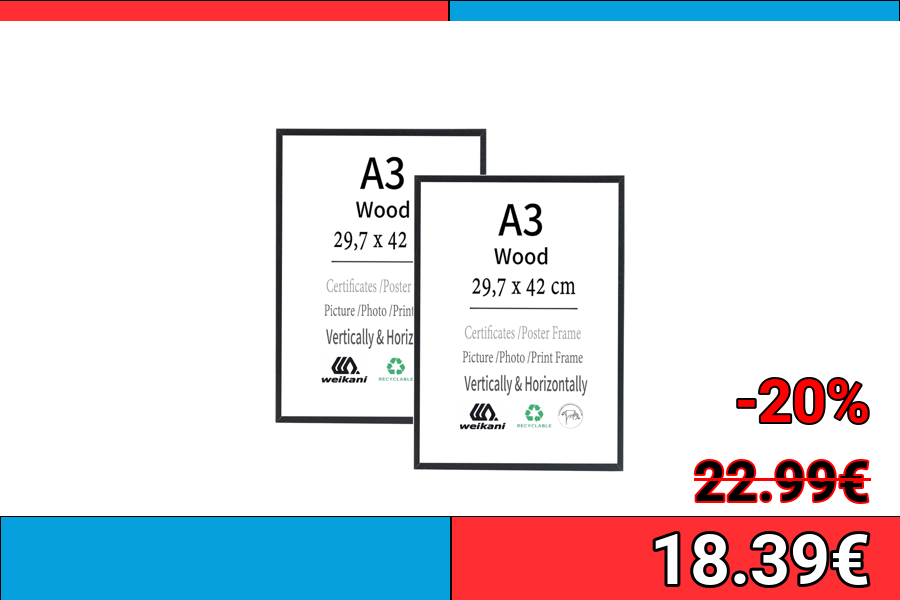 A3
Wood
29,7 x 42
Certificates /Poster
Picture /Photo /Print
Vertically & Horiz
weikani
RECYCLABLE
A3
Wood
29,7 x 42 cm
Certificates /Poster Frame
Picture /Photo /Print Frame
Vertically & Horizontally
weikani
RECYCLABLE
-20%
22.99€
18.39€